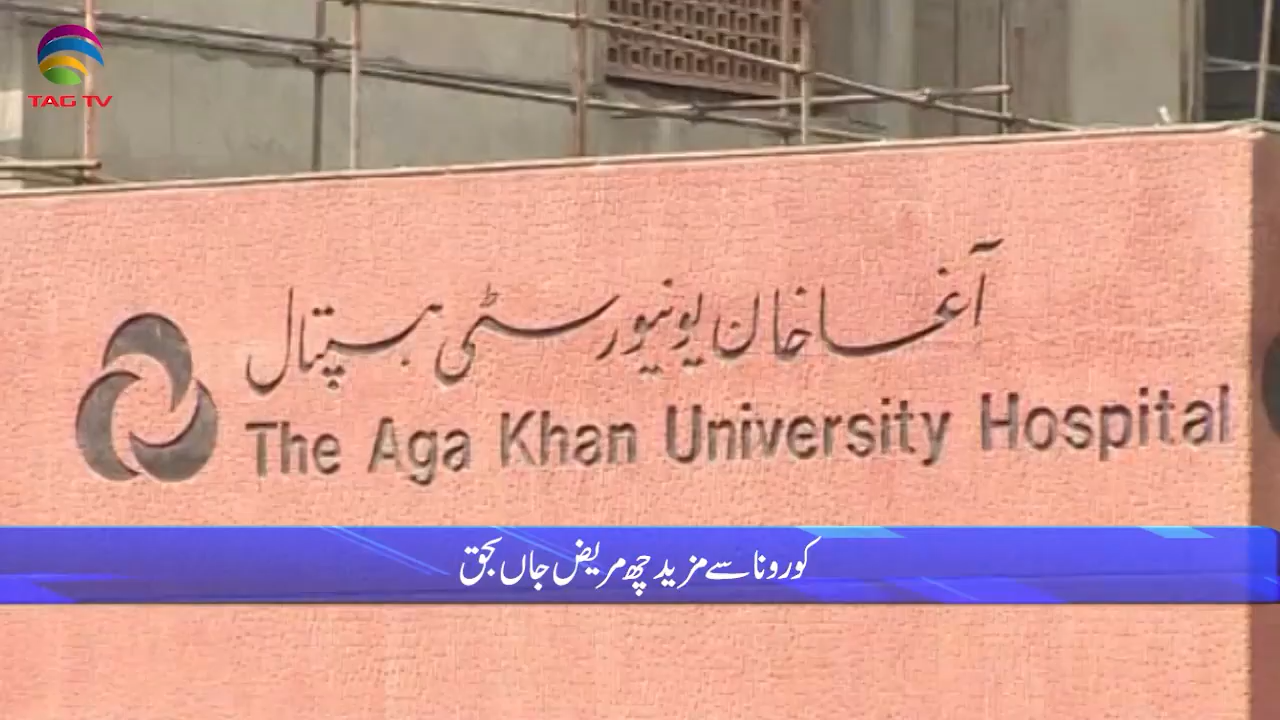 TAG TV
آغا خان یونیورسٹی ہسپتال
The Aga Khan University Hospital
کورونا سے مزید چھ مریض جاں بحق